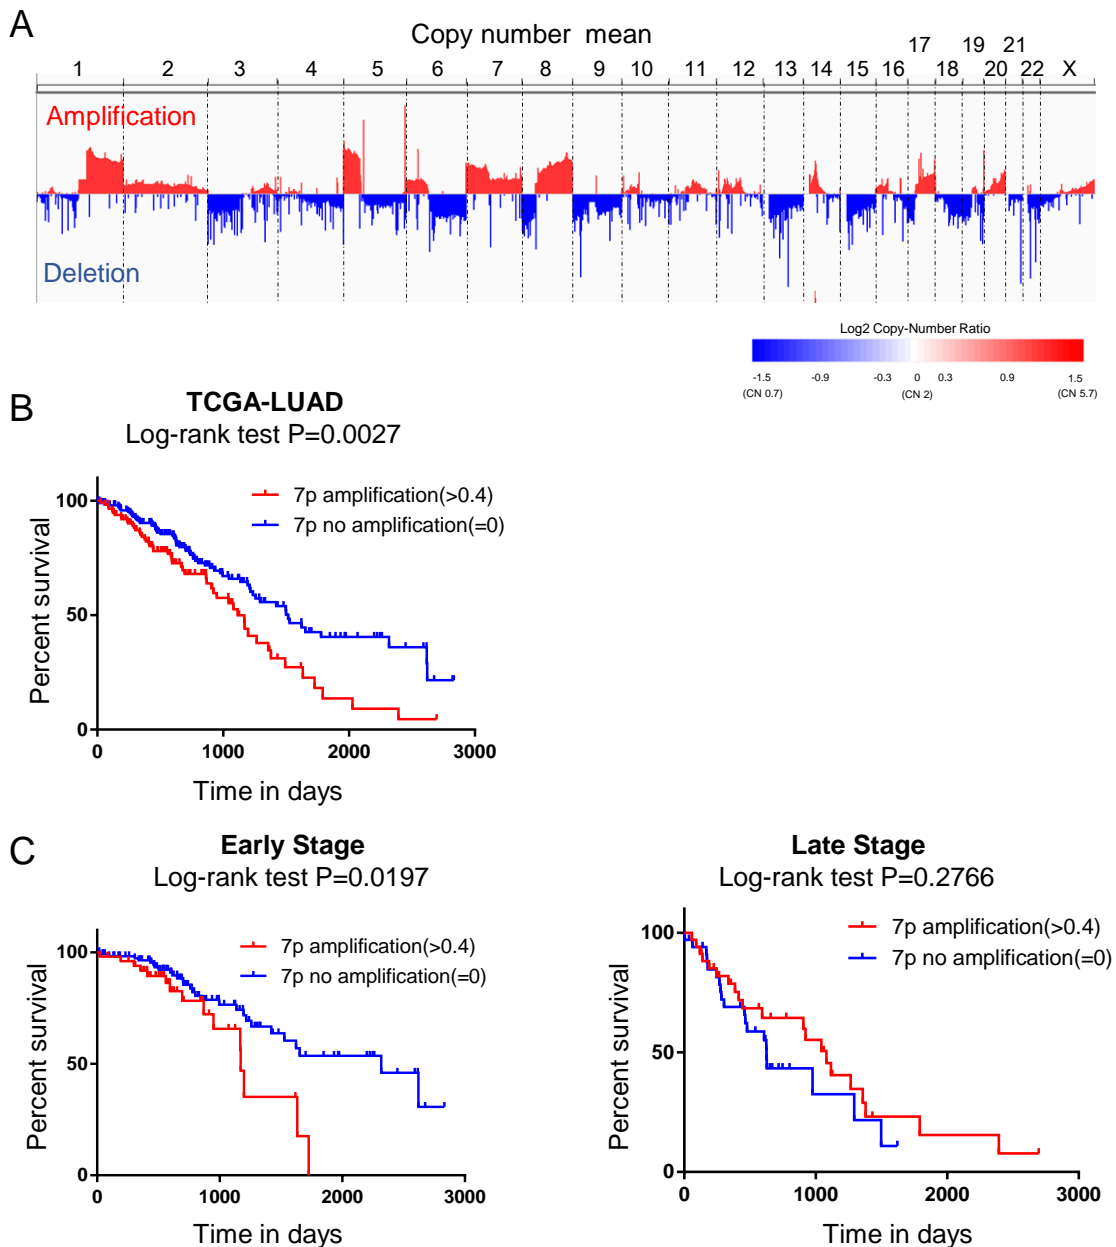 A
Copy number mean
1 2 3 4 5 6 7 8 9 10 11 12 13 14 15 16 17 18 19 20 21 22 X
Amplification
Deletion
Log2 Copy-Number Ratio
-1.5 -0.9 -0.3 0 0.3 0.9 1.5
(CN 0.7) (CN 2) (CN 5.7)
B
TCGA-LUAD
Log-rank test P=0.0027
7p amplification(>0.4)
7p no amplification(=0)
Percent survival
100
50
0
0 1000 2000 3000
Time in days
C
Early Stage
Log-rank test P=0.0197
7p amplification(>0.4)
7p no amplification(=0)
Percent survival
100
50
0
0 1000 2000 3000
Time in days
Late Stage
Log-rank test P=0.2766
7p amplification(>0.4)
7p no amplification(=0)
Percent survival
100
50
0
0 1000 2000 3000
Time in days